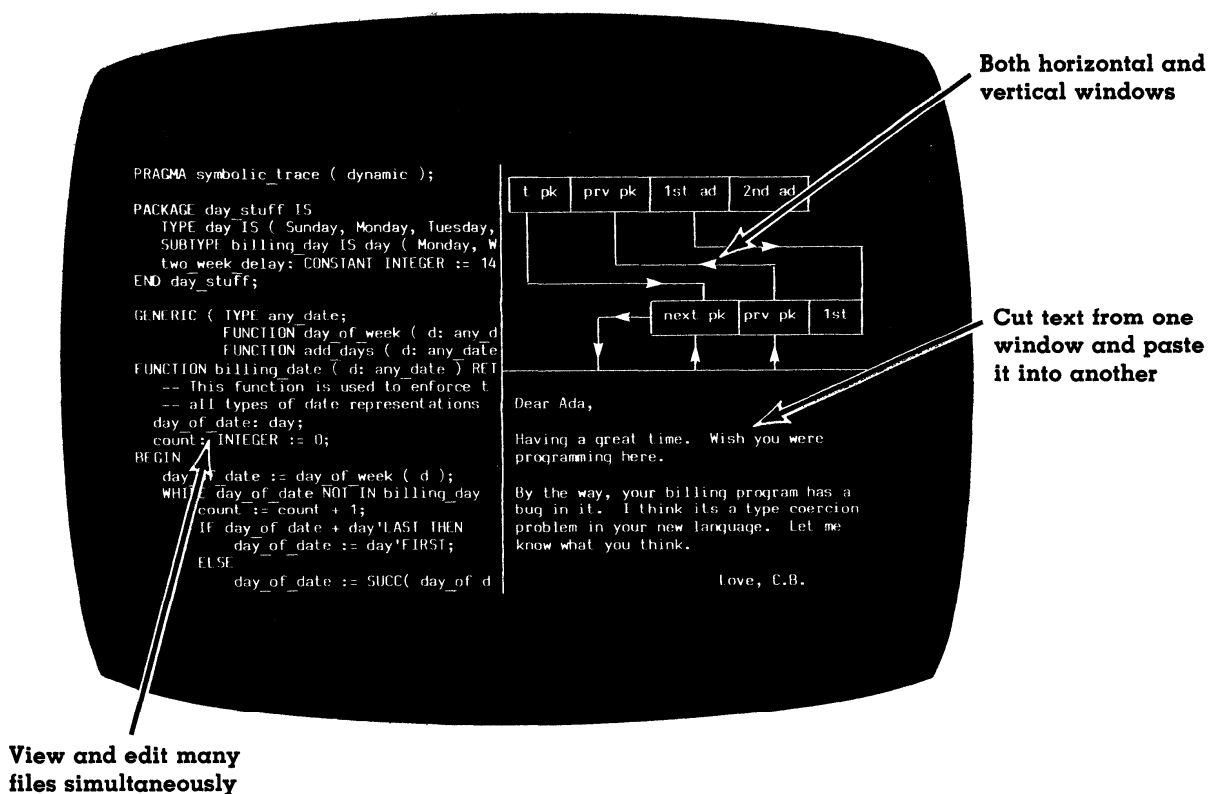 Both horizontal and
vertical windows
PRAGMA symbolic_trace ( dynamic );
PACKAGE day_stuff IS
TYPE day IS ( Sunday, Monday, Tuesday,
SUBTYPE billing_day IS day ( Monday, W
two_week_delay: CONSTANT INTEGER := 14
END day_stuff;
GENERIC ( TYPE any_date;
FUNCTION day_of_week ( d: any_d
FUNCTION add_days ( d: any_date
FUNCTION billing_date ( d: any_date ) RET
-- This function is used to enforce t
-- all types of date representations
day_of_date: day;
count: INTEGER := 0;
BEGIN
day_of_date := day_of_week ( d );
WHILE day_of_date NOT IN billing_day
count := count + 1;
IF day_of_date + day'LAST THEN
day_of_date := day'FIRST;
ELSE
day_of_date := SUCC( day_of_d
t pk prv pk 1st ad 2nd ad
next pk prv pk 1st
Dear Ada,
Having a great time. Wish you were
programming here.
By the way, your billing program has a
bug in it. I think its a type coercion
problem in your new language. Let me
know what you think.
Love, C.B.
Cut text from one
window and paste
it into another
View and edit many
files simultaneously